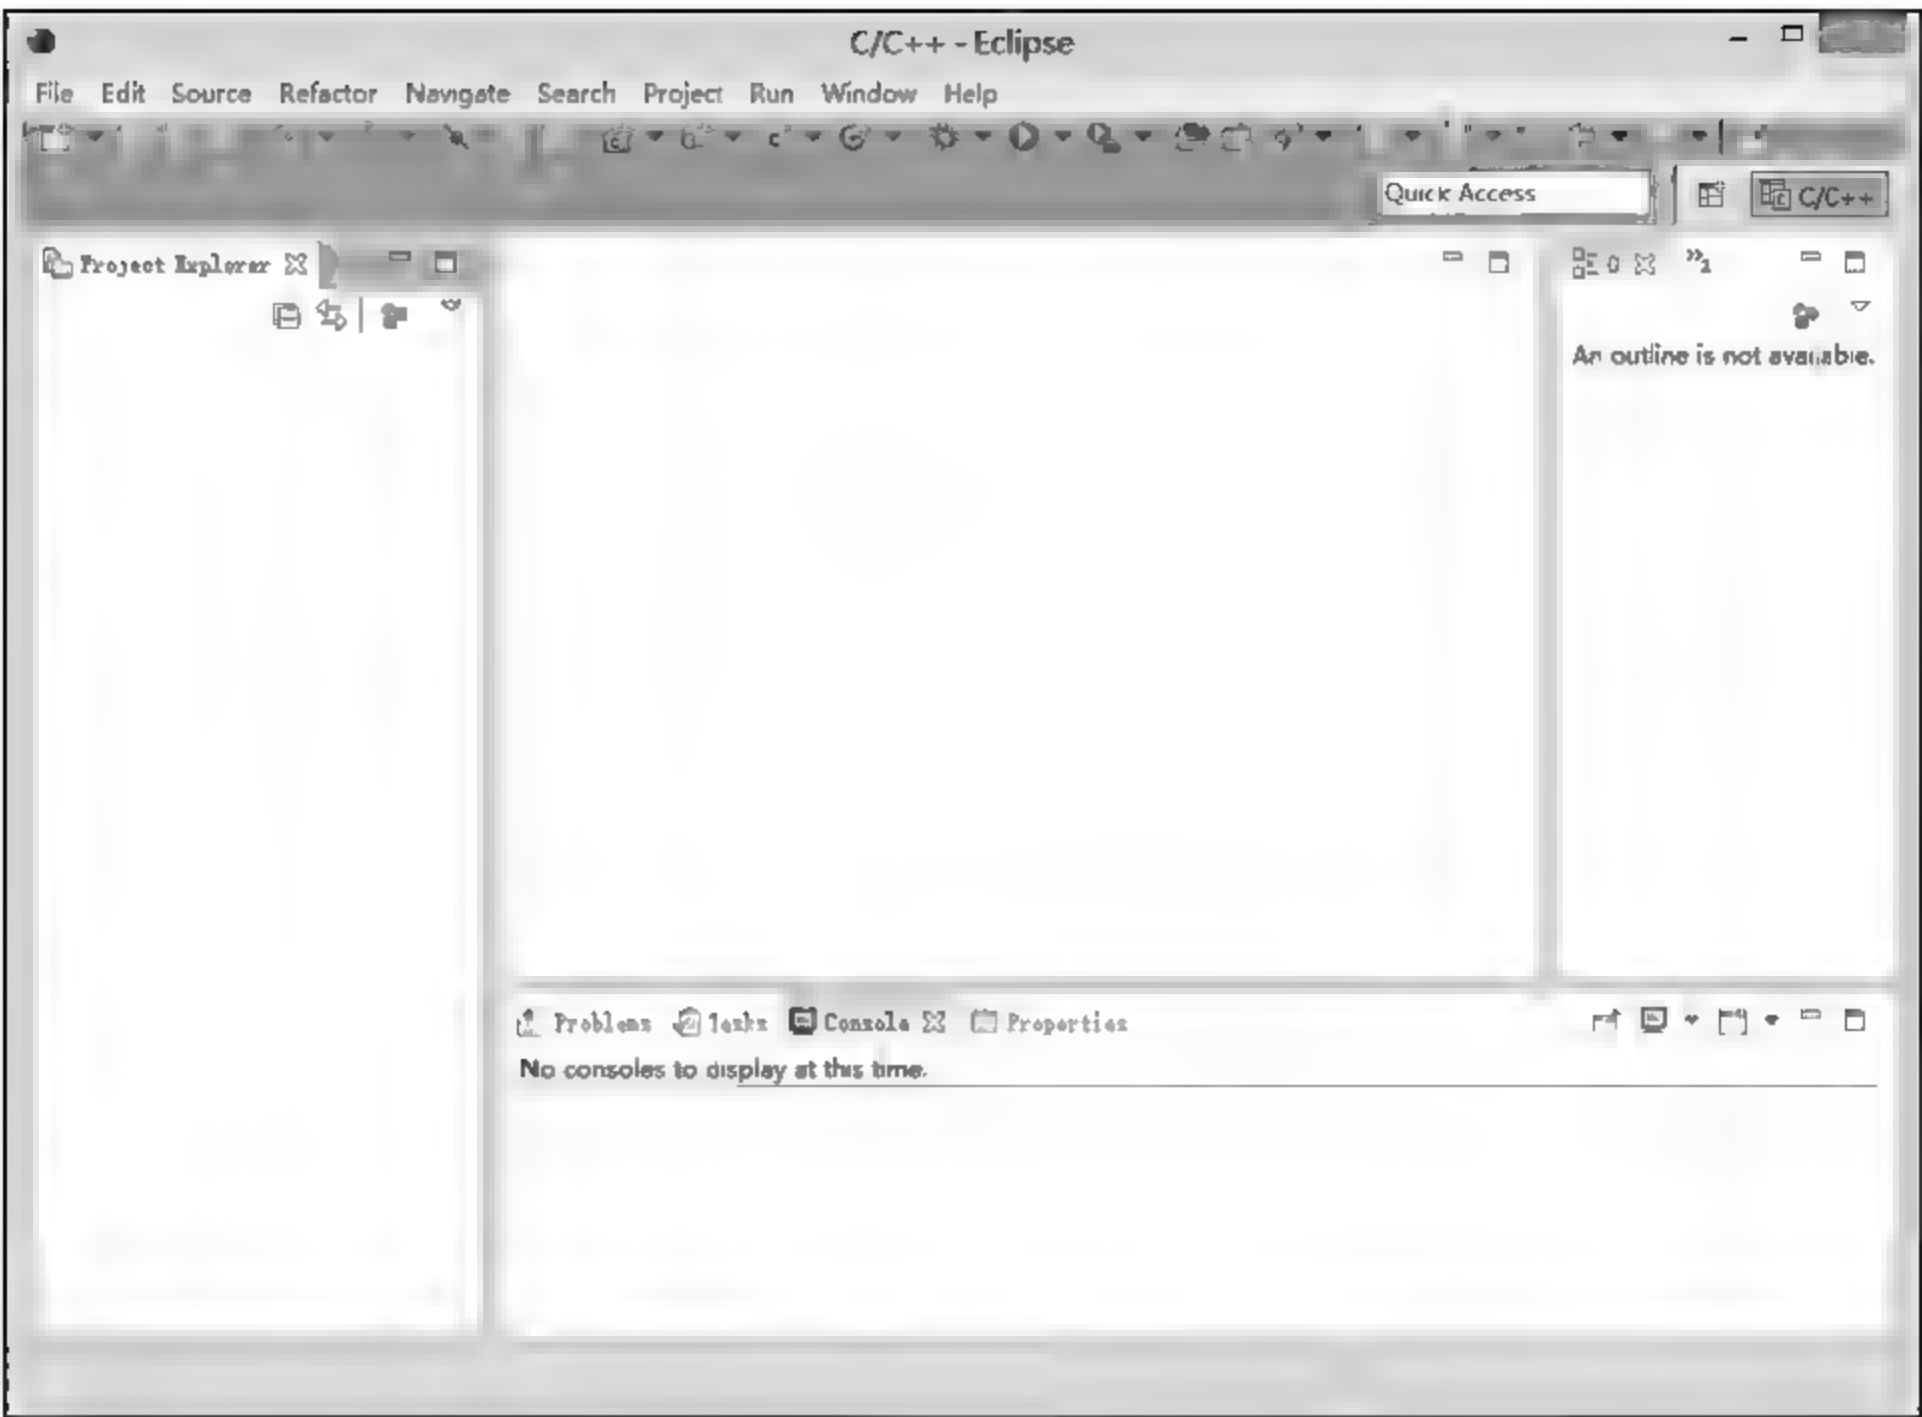 C/C++ - Eclipse
File Edit Source Refactor Navigate Search Project Run Window Help
Quick Access
C/C++
Project Explorer
O
»2
An outline is not available.
Problems Tasks Console Properties
No consoles to display at this time.